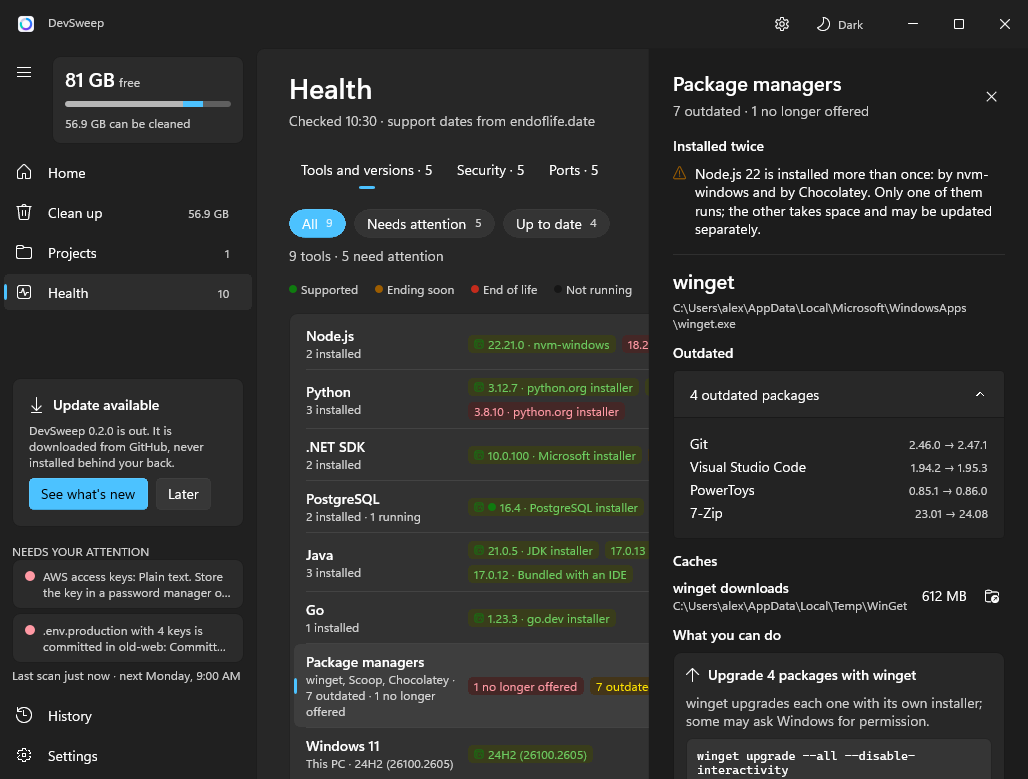 DevSweep
Dark
81 GB free
56.9 GB can be cleaned
Home
Clean up 56.9 GB
Projects 1
Health 10
Update available
DevSweep 0.2.0 is out. It is
downloaded from GitHub, never
installed behind your back.
See what's new Later
NEEDS YOUR ATTENTION
AWS access keys: Plain text. Store
the key in a password manager o...
.env.production with 4 keys is
committed in old-web: Committ...
Last scan just now · next Monday, 9:00 AM
History
Settings
Health
Checked 10:30 · support dates from endoflife.date
Tools and versions · 5 Security · 5 Ports · 5
All 9 Needs attention 5 Up to date 4
9 tools · 5 need attention
Supported Ending soon End of life Not running
Node.js
2 installed
22.21.0 · nvm-windows 18.2
Python
3 installed
3.12.7 · python.org installer
3.8.10 · python.org installer
.NET SDK
2 installed
10.0.100 · Microsoft installer
PostgreSQL
2 installed · 1 running
16.4 · PostgreSQL installer
Java
3 installed
21.0.5 · JDK installer 17.0.13
17.0.12 · Bundled with an IDE
Go
1 installed
1.23.3 · go.dev installer
Package managers
winget, Scoop, Chocolatey ·
7 outdated · 1 no longer
offered
1 no longer offered 7 outdate
Windows 11
This PC · 24H2 (26100.2605)
24H2 (26100.2605)
Package managers
7 outdated · 1 no longer offered
Installed twice
Node.js 22 is installed more than once: by nvm-
windows and by Chocolatey. Only one of them
runs; the other takes space and may be updated
separately.
winget
C:\Users\alex\AppData\Local\Microsoft\WindowsApps
\winget.exe
Outdated
4 outdated packages
Git 2.46.0 → 2.47.1
Visual Studio Code 1.94.2 → 1.95.3
PowerToys 0.85.1 → 0.86.0
7-Zip 23.01 → 24.08
Caches
winget downloads
C:\Users\alex\AppData\Local\Temp\WinGet
612 MB
What you can do
Upgrade 4 packages with winget
winget upgrades each one with its own installer;
some may ask Windows for permission.
winget upgrade --all --disable-
interactivity